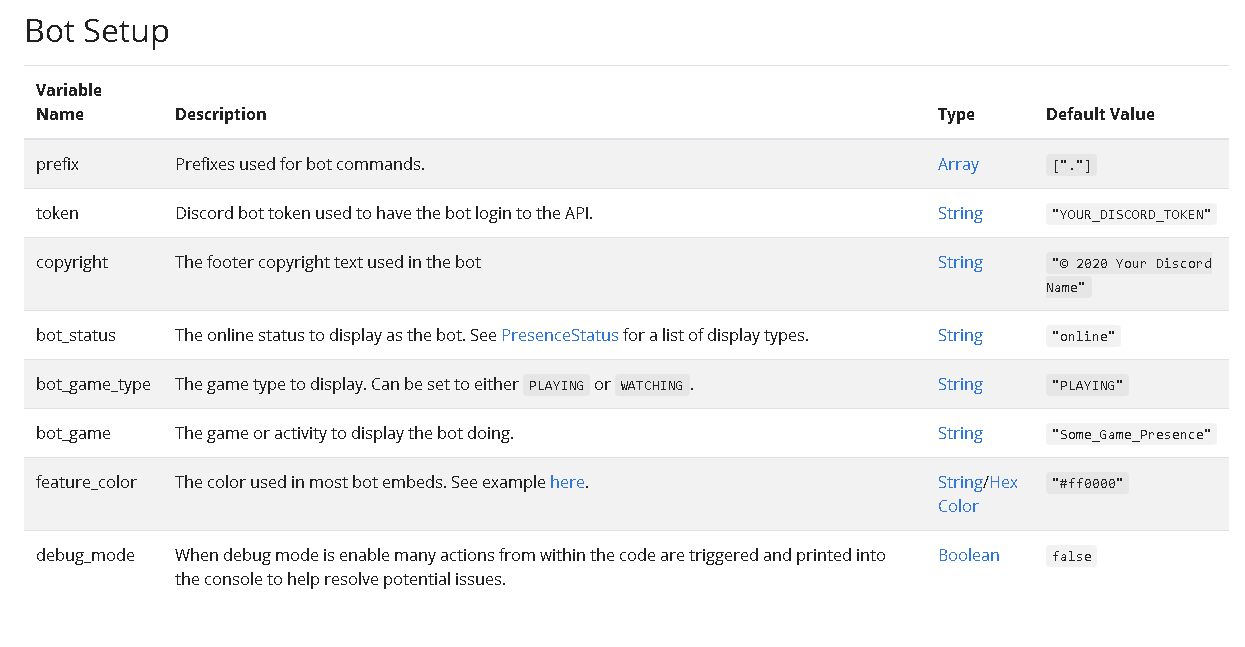 Bot Setup
Variable
Name Description Type Default Value
prefix Prefixes used for bot commands. Array ["."]
token Discord bot token used to have the bot login to the API. String "YOUR_DISCORD_TOKEN"
copyright The footer copyright text used in the bot String "© 2020 Your Discord
Name"
bot_status The online status to display as the bot. See PresenceStatus for a list of display types. String "online"
bot_game_type The game type to display. Can be set to either PLAYING or WATCHING. String "PLAYING"
bot_game The game or activity to display the bot doing. String "Some_Game_Presence"
feature_color The color used in most bot embeds. See example here. String/Hex "#ff0000"
Color
debug_mode When debug mode is enable many actions from within the code are triggered and printed into Boolean false
the console to help resolve potential issues.